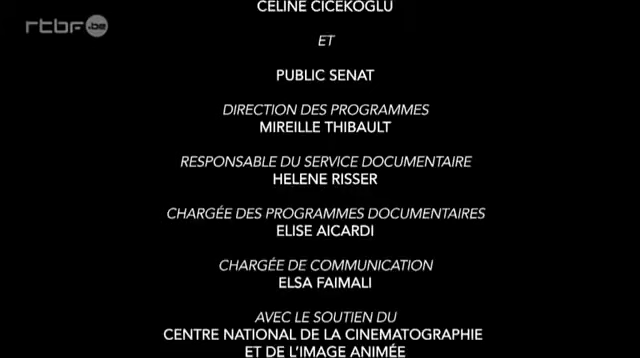 rtbf.be
CELINE CICEKOGLU
ET
PUBLIC SENAT
DIRECTION DES PROGRAMMES
MIREILLE THIBAULT
RESPONSABLE DU SERVICE DOCUMENTAIRE
HELENE RISSER
CHARGÉE DES PROGRAMMES DOCUMENTAIRES
ELISE AICARDI
CHARGÉE DE COMMUNICATION
ELSA FAIMALI
AVEC LE SOUTIEN DU
CENTRE NATIONAL DE LA CINEMATOGRAPHIE
ET DE L'IMAGE ANIMÉE